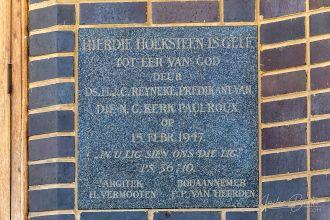 HIERDIE HOEKSTEEN IS GELÊ
TOT EER VAN GOD
DEUR
DS. H.J.C. REYNEKE, PREDIKANT VAN
DIE N.G. KERK PAUL ROUX
OP
15 FEBR. 1947
"IN U LIG SIEN ONS DIE LIG."
PS 36:10.
ARGITEK BOUAANNEMER
H. VERMOOTEN E.P. VAN HEERDEN